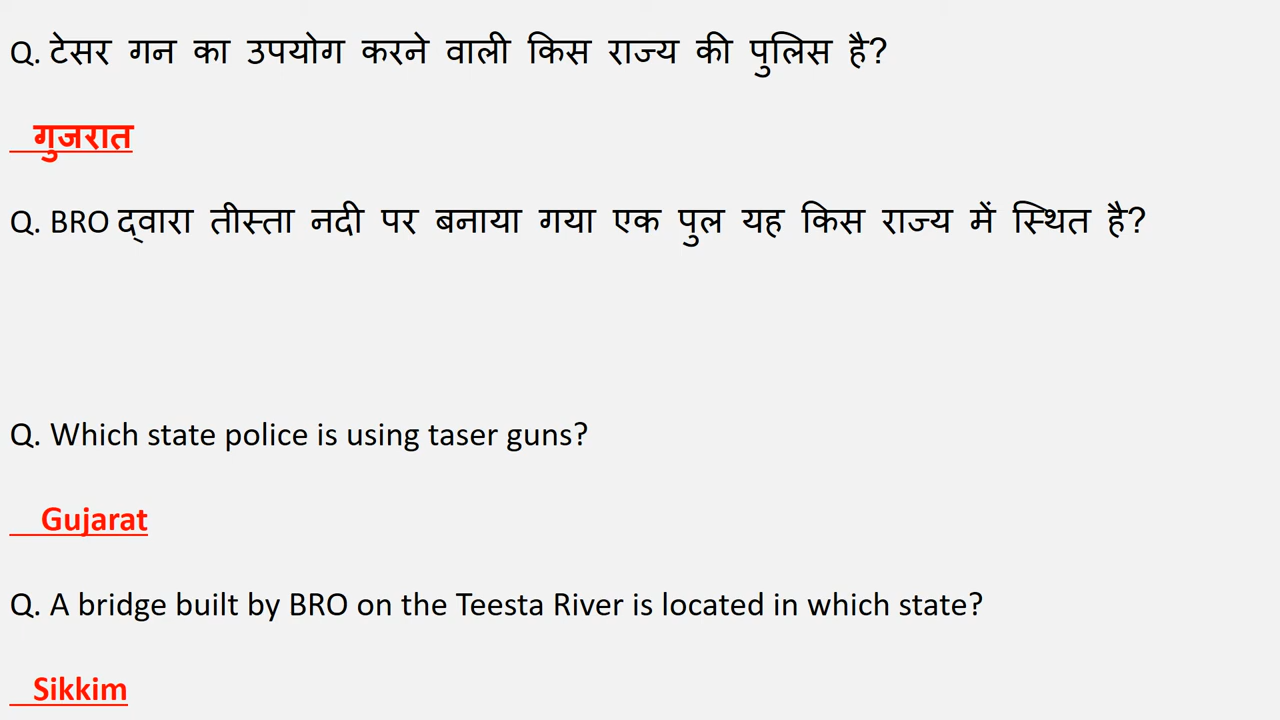 Q. टेसर गन का उपयोग करने वाली किस राज्य की पुलिस है?
गुजरात
Q. BRO द्वारा तीस्ता नदी पर बनाया गया एक पुल यह किस राज्य में स्थित है?
Q. Which state police is using taser guns?
Gujarat
Q. A bridge built by BRO on the Teesta River is located in which state?
Sikkim